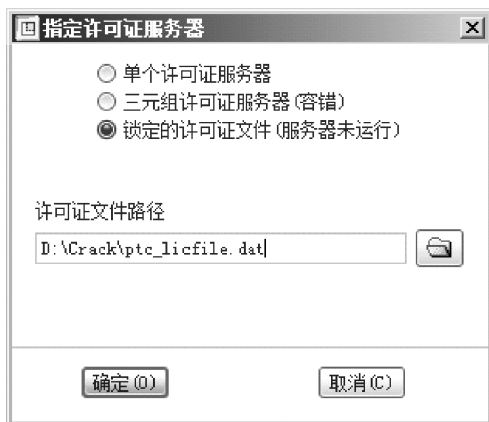 指定许可证服务器
单个许可证服务器
三元组许可证服务器(容错)
锁定的许可证文件(服务器未运行)
许可证文件路径
D:\Crack\ptc_licfile.dat
确定(O) 取消(C)